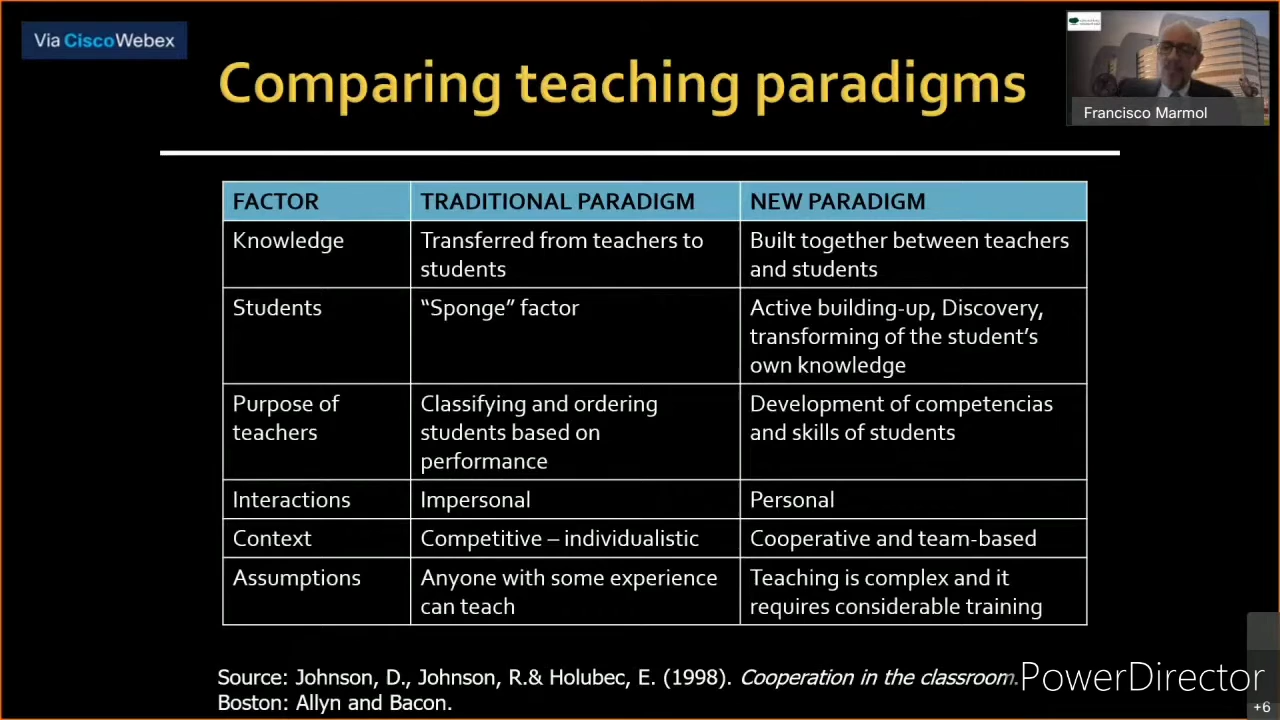 Via CiscoWebex
Comparing teaching paradigms
Francisco Marmol
FACTOR
TRADITIONAL PARADIGM
NEW PARADIGM
Knowledge
Transferred from teachers to
students
Built together between teachers
and students
Students
“Sponge” factor
Active building-up, Discovery,
transforming of the student’s
own knowledge
Purpose of
teachers
Classifying and ordering
students based on
performance
Development of competencias
and skills of students
Interactions
Impersonal
Personal
Context
Competitive – individualistic
Cooperative and team-based
Assumptions
Anyone with some experience
can teach
Teaching is complex and it
requires considerable training
Source: Johnson, D., Johnson, R.& Holubec, E. (1998). Cooperation in the classroom.
Boston: Allyn and Bacon.
PowerDirector
+6